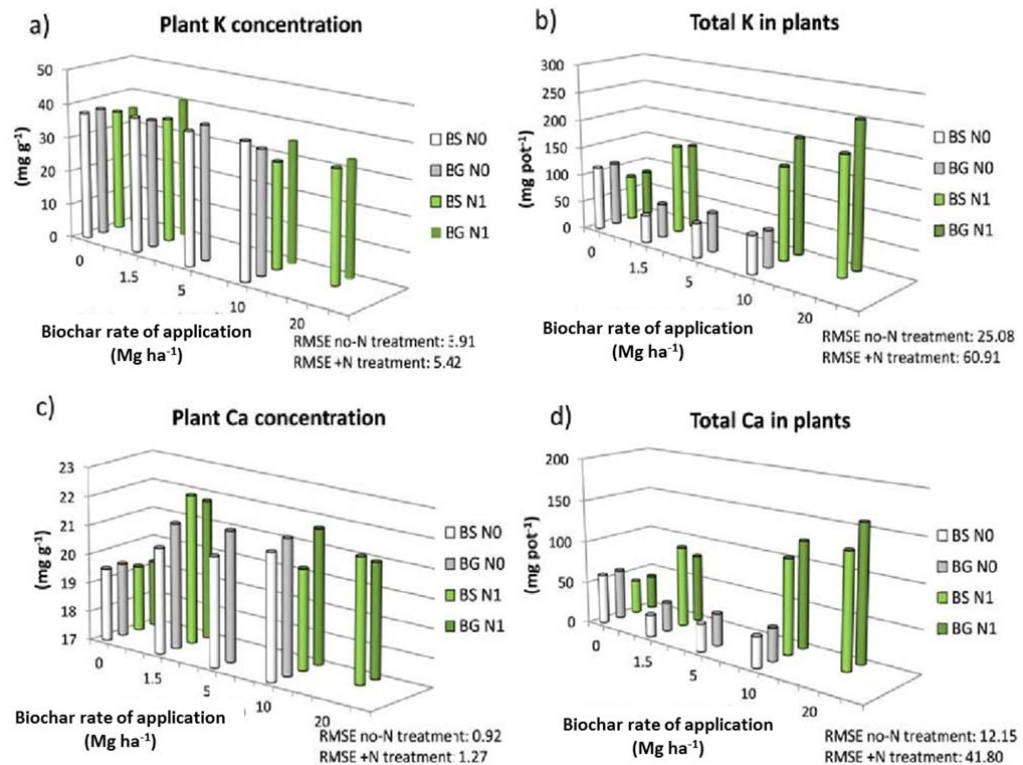 a)
Plant K concentration
50
40
30
20
10
0
(mg g⁻¹)
0
1.5
5
10
20
BS N0
BG N0
BS N1
BG N1
Biochar rate of application
(Mg ha⁻¹)
RMSE no-N treatment: 3.91
RMSE +N treatment: 5.42
b)
Total K in plants
300
250
200
150
100
50
0
(mg pot⁻¹)
0
1.5
5
10
20
BS N0
BG N0
BS N1
BG N1
Biochar rate of application
(Mg ha⁻¹)
RMSE no-N treatment: 25.08
RMSE +N treatment: 60.91
c)
Plant Ca concentration
23
22
21
20
19
18
17
(mg g⁻¹)
0
1.5
5
10
20
BS N0
BG N0
BS N1
BG N1
Biochar rate of application
(Mg ha⁻¹)
RMSE no-N treatment: 0.92
RMSE +N treatment: 1.27
d)
Total Ca in plants
200
150
100
50
0
(mg pot⁻¹)
0
1.5
5
10
20
BS N0
BG N0
BS N1
BG N1
Biochar rate of application
(Mg ha⁻¹)
RMSE no-N treatment: 12.15
RMSE +N treatment: 41.80